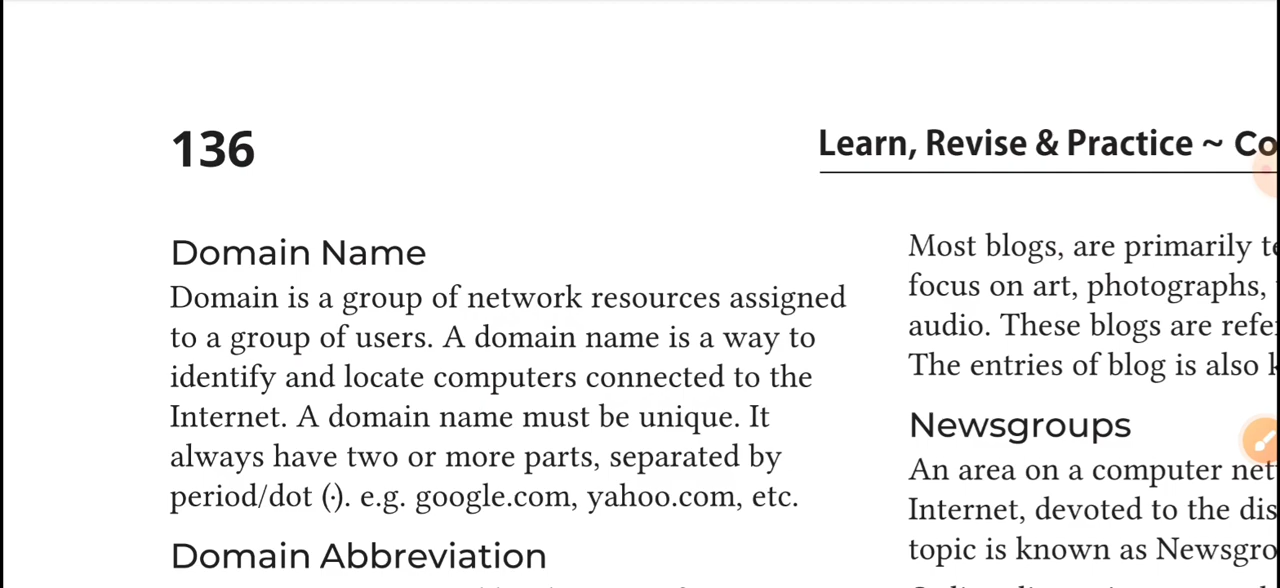 136
Learn, Revise & Practice ~ Co
Domain Name
Domain is a group of network resources assigned
to a group of users. A domain name is a way to
identify and locate computers connected to the
Internet. A domain name must be unique. It
always have two or more parts, separated by
period/dot (·). e.g. google.com, yahoo.com, etc.
Domain Abbreviation
Most blogs, are primarily
focus on art, photographs,
audio. These blogs are
The entries of blog is also
Newsgroups
An area on a computer
Internet, devoted to the
topic is known as